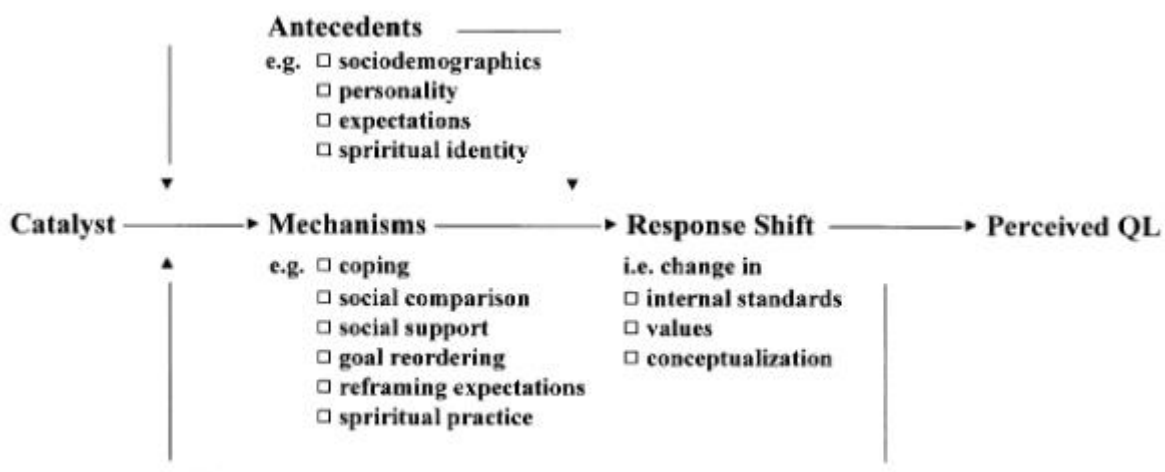 Antecedents
e.g. □ sociodemographics
□ personality
□ expectations
□ spriritual identity
Catalyst
Mechanisms
Response Shift
Perceived QL
e.g. □ coping
□ social comparison
□ social support
□ goal reordering
□ reframing expectations
□ spriritual practice
i.e. change in
□ internal standards
□ values
□ conceptualization